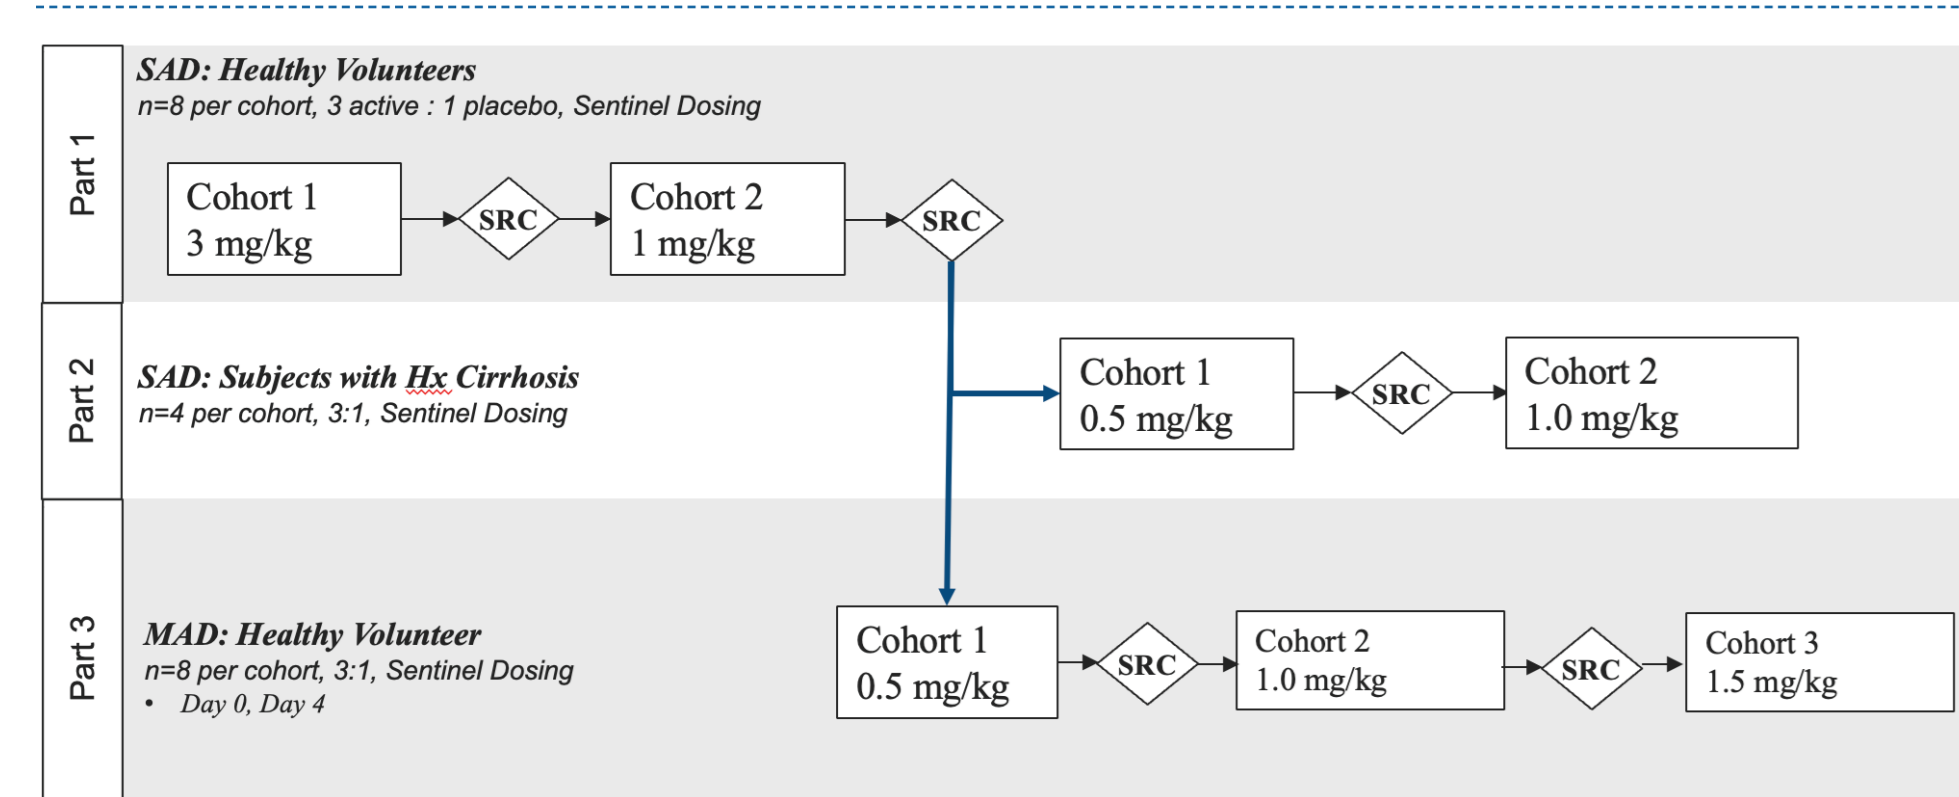 Part 1
SAD: Healthy Volunteers
n=8 per cohort, 3 active : 1 placebo, Sentinel Dosing
Cohort 1
3 mg/kg
SRC
Cohort 2
1 mg/kg
SRC
Part 2
SAD: Subjects with Hx Cirrhosis
n=4 per cohort, 3:1, Sentinel Dosing
Cohort 1
0.5 mg/kg
SRC
Cohort 2
1.0 mg/kg
Part 3
MAD: Healthy Volunteer
n=8 per cohort, 3:1, Sentinel Dosing
• Day 0, Day 4
Cohort 1
0.5 mg/kg
SRC
Cohort 2
1.0 mg/kg
SRC
Cohort 3
1.5 mg/kg